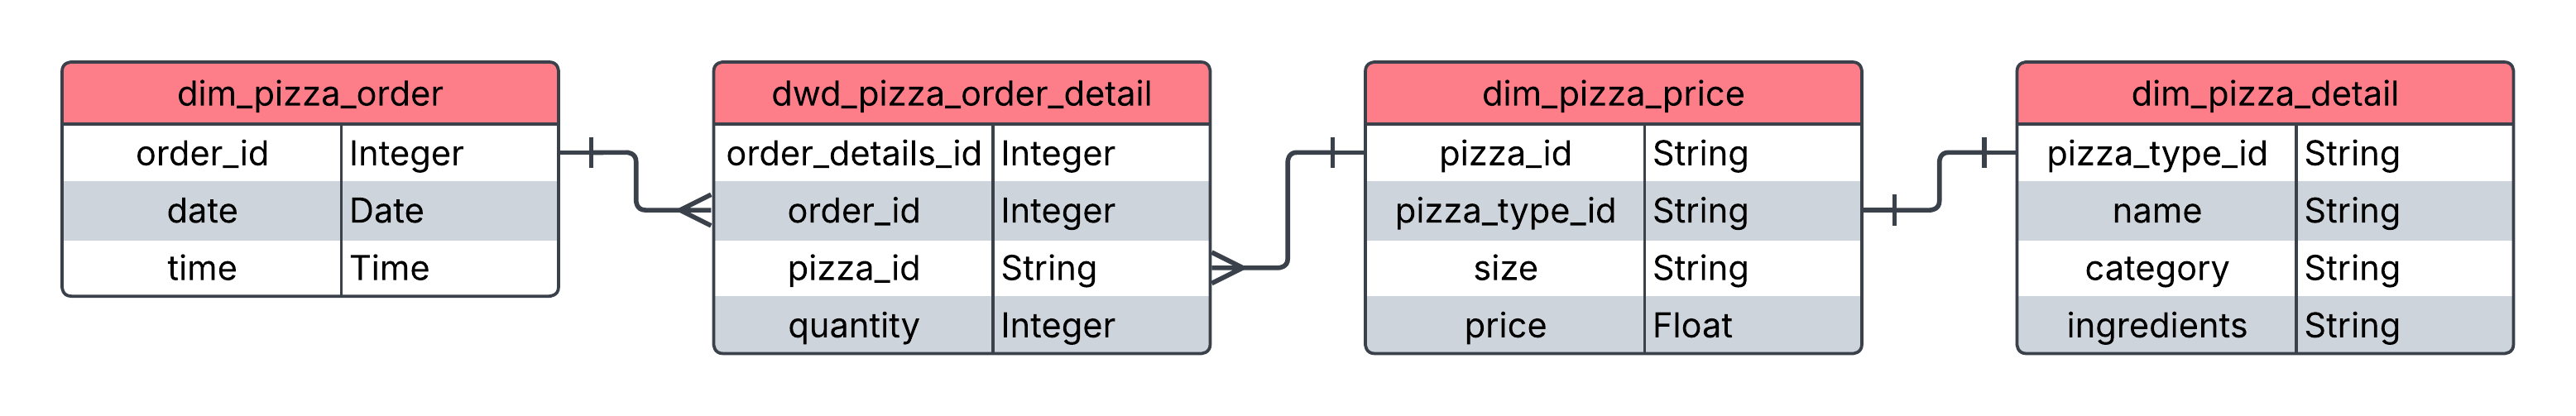 dim_pizza_order
order_id Integer
date Date
time Time
dwd_pizza_order_detail
order_details_id Integer
order_id Integer
pizza_id String
quantity Integer
dim_pizza_price
pizza_id String
pizza_type_id String
size String
price Float
dim_pizza_detail
pizza_type_id String
name String
category String
ingredients String